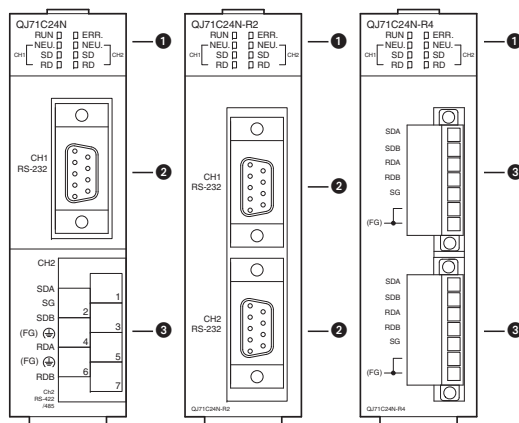 QJ71C24N
RUN ERR.
NEU. NEU.
CH1 SD SD CH2
RD RD
1
CH1
RS-232
2
CH2
SDA
SG 1
SDB 2
(FG) 3
RDA 4
(FG) 5
RDB 6
7
3
Ch2
RS-422
/485
QJ71C24N-R2
RUN ERR.
NEU. NEU.
CH1 SD SD CH2
RD RD
1
CH1
RS-232
2
CH2
RS-232
2
QJ71C24N-R2
QJ71C24N-R4
RUN ERR.
NEU. NEU.
CH1 SD SD CH2
RD RD
1
SDA
SDB
RDA
RDB
SG
(FG)
3
SDA
SDB
RDA
RDB
SG
(FG)
3
QJ71C24N-R4